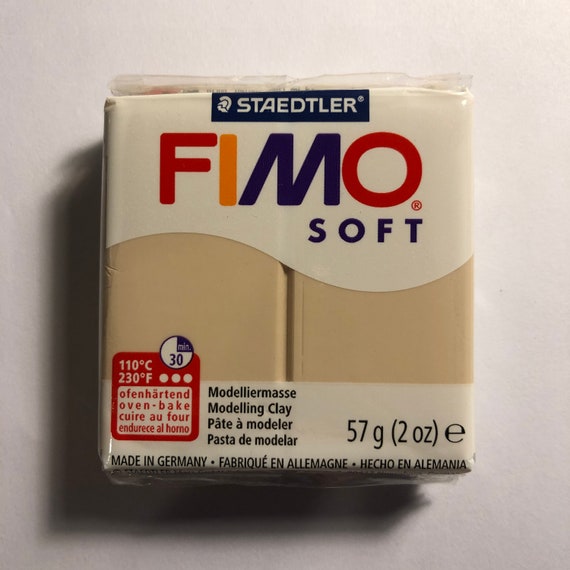 STAEDTLER®
FIMO®
SOFT
min.
30
110°C
230°F
ofenhärtend
oven-bake
cuire au four
endurece al horno
Modelliermasse
Modelling Clay
Pâte à modeler
Pasta de modelar
57 g (2 oz) ℮
MADE IN GERMANY • FABRIQUÉ EN ALLEMAGNE • HECHO EN ALEMANIA